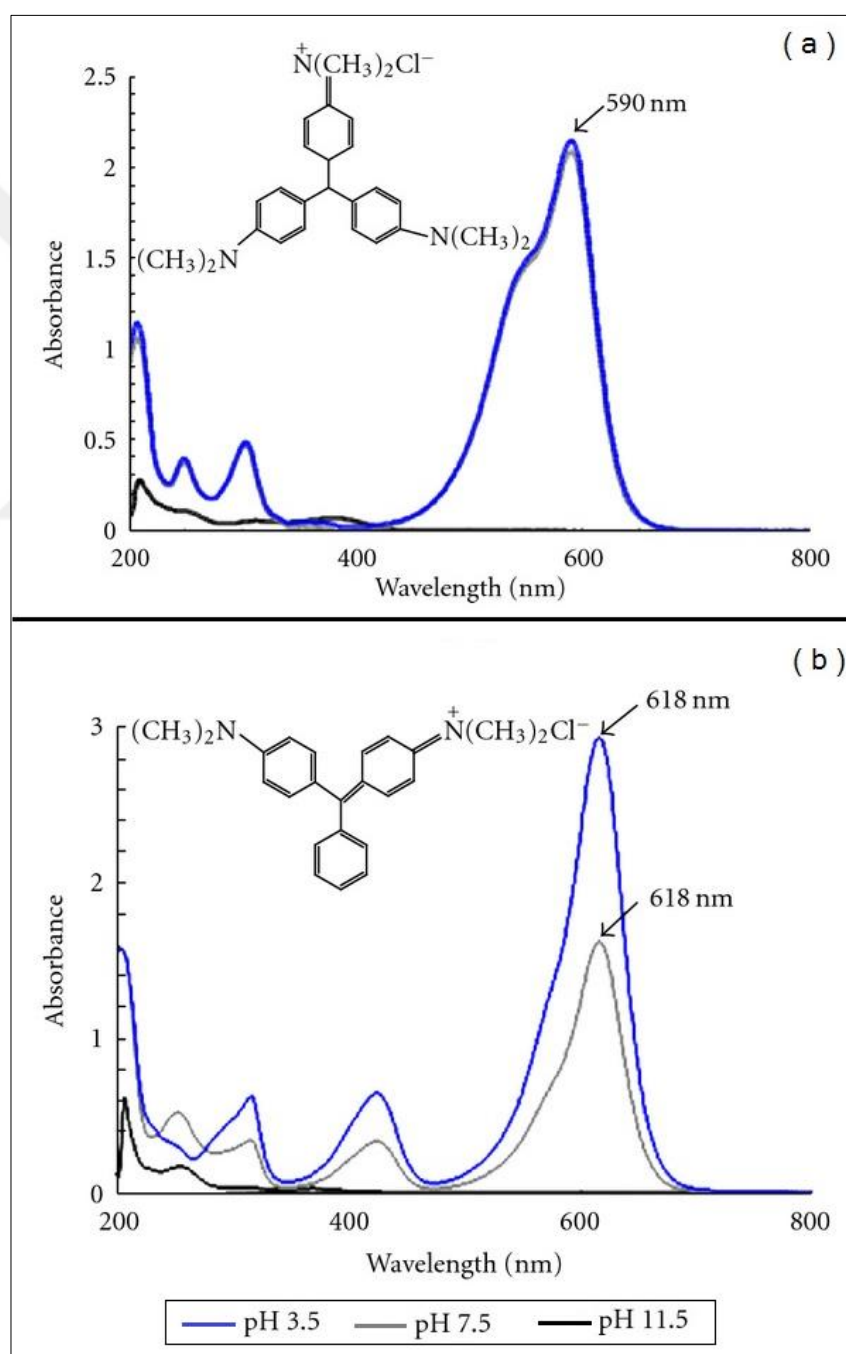 ( a )
N⁺(CH₃)₂Cl⁻
2.5
590 nm
2
N(CH₃)₂
(CH₃)₂N
1.5
Absorbance
1
0.5
0
200
400
600
800
Wavelength (nm)
( b )
618 nm
(CH₃)₂N
N⁺(CH₃)₂Cl⁻
3
618 nm
2
Absorbance
1
0
200
400
600
800
Wavelength (nm)
pH 3.5
pH 7.5
pH 11.5